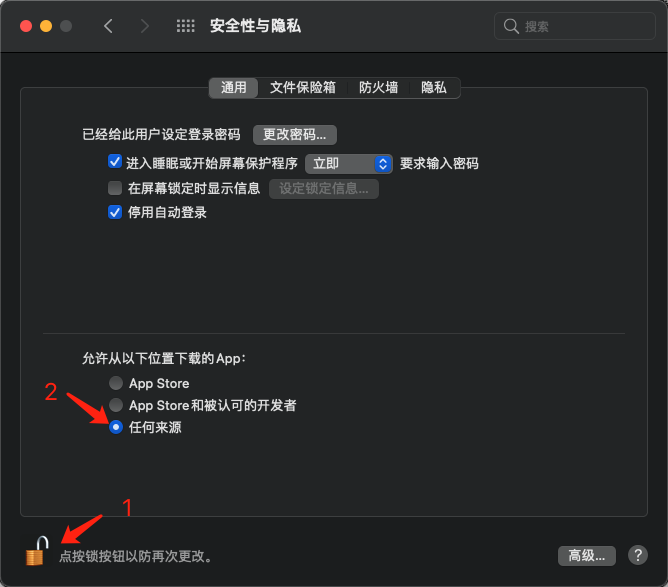 安全性与隐私
搜索
通用 文件保险箱 防火墙 隐私
已经给此用户设定登录密码 更改密码...
进入睡眠或开始屏幕保护程序 立即 要求输入密码
在屏幕锁定时显示信息 设定锁定信息...
停用自动登录
允许从以下位置下载的App：
App Store
2
App Store和被认可的开发者
任何来源
1
点按锁按钮以防再次更改。
高级... ?